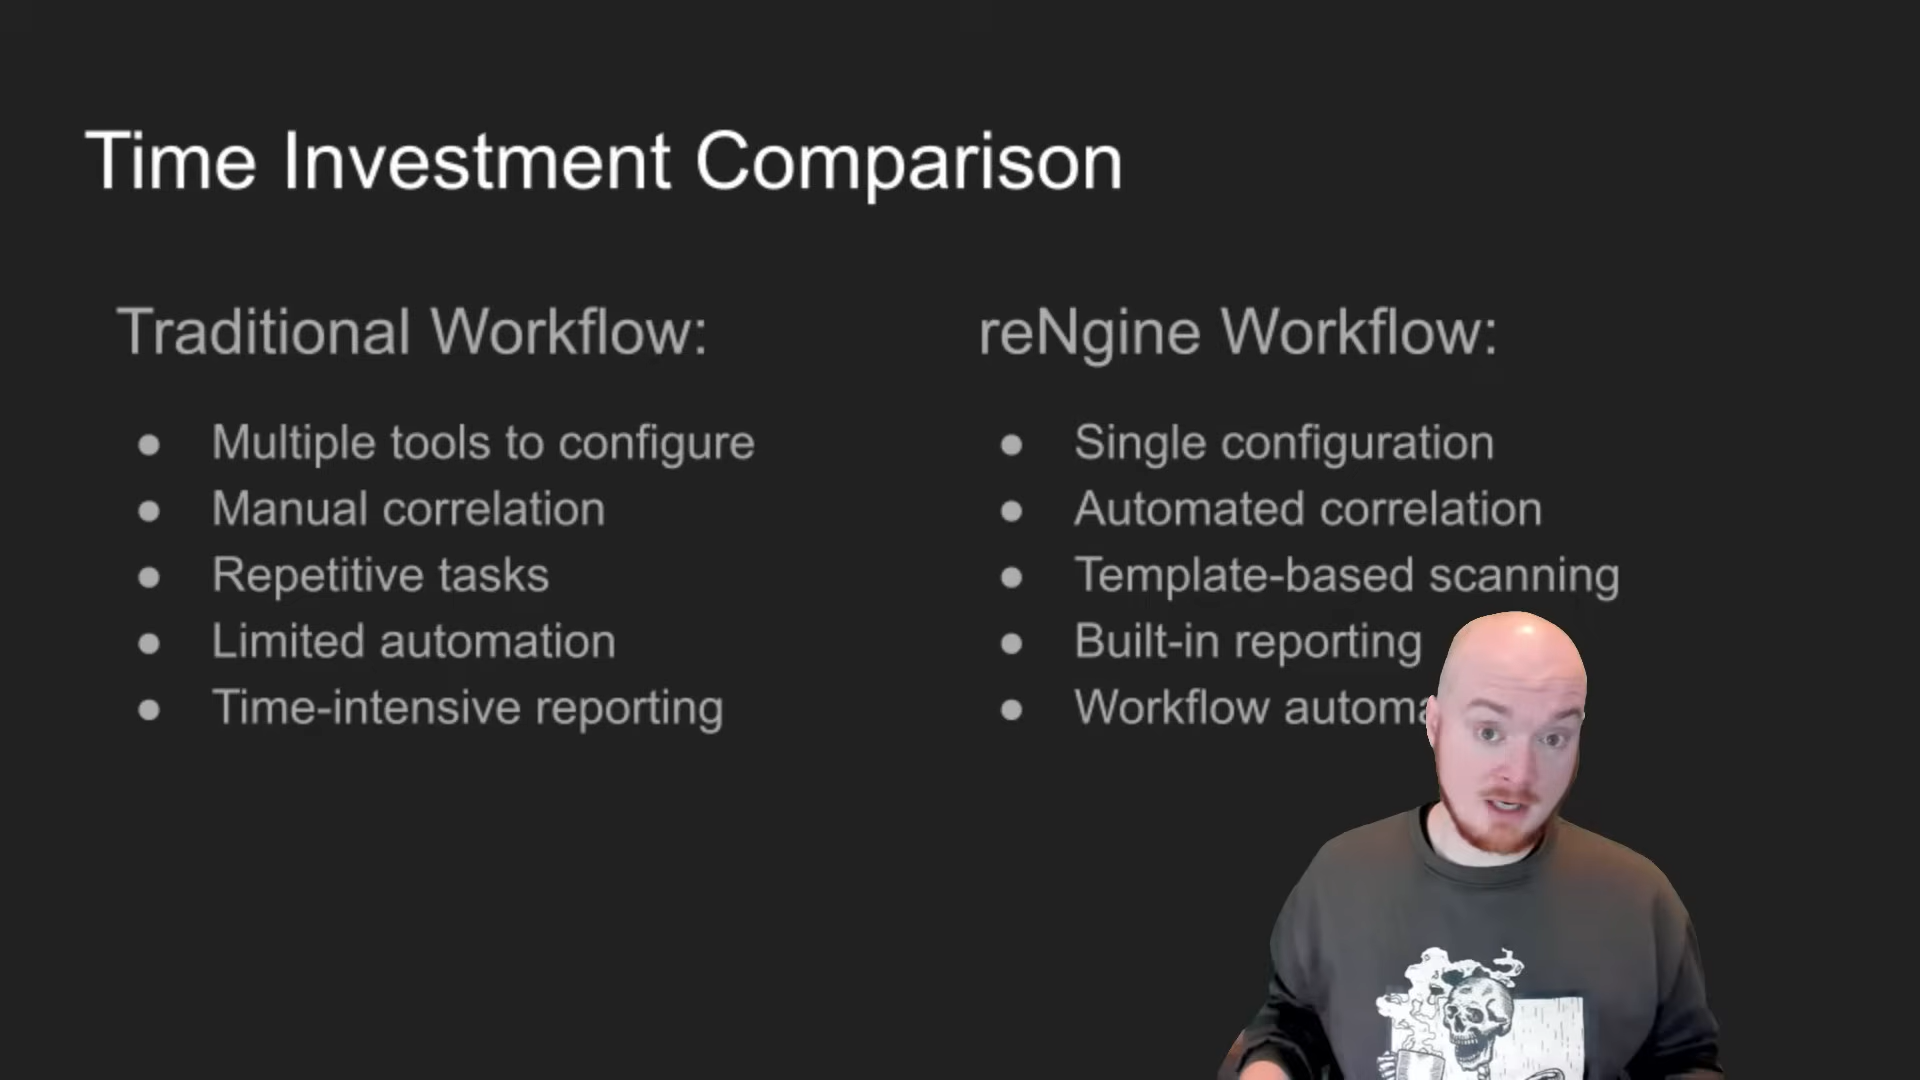 Time Investment Comparison
Traditional Workflow:
● Multiple tools to configure
● Manual correlation
● Repetitive tasks
● Limited automation
● Time-intensive reporting
reNgine Workflow:
● Single configuration
● Automated correlation
● Template-based scanning
● Built-in reporting
● Workflow